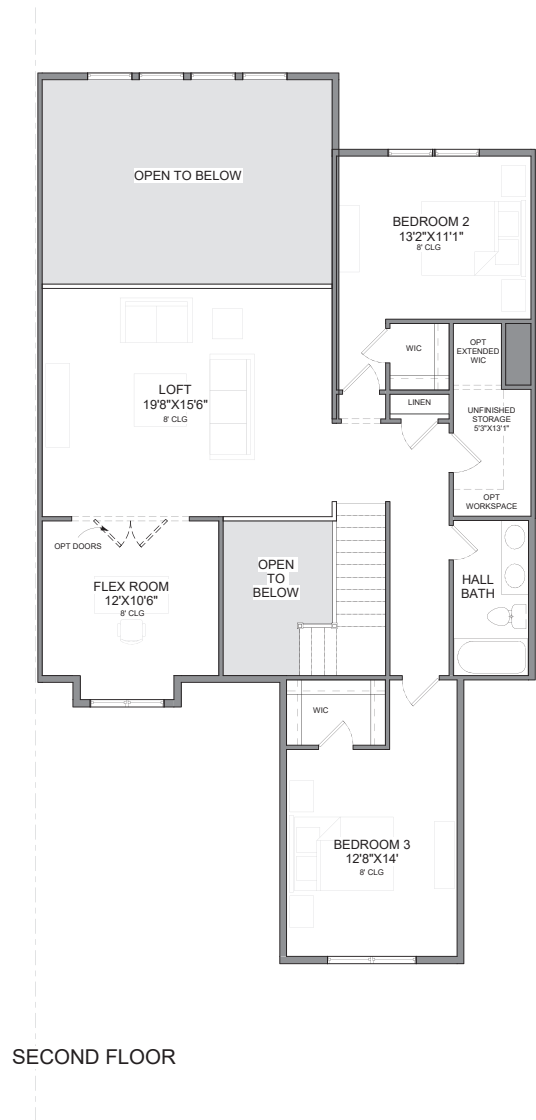 OPEN TO BELOW
BEDROOM 2
13'2"X11'1"
8' CLG
WIC
OPT
EXTENDED
WIC
LOFT
19'8"X15'6"
8' CLG
LINEN
UNFINISHED
STORAGE
5'3"X13'1"
OPT
WORKSPACE
OPT DOORS
FLEX ROOM
12'X10'6"
8' CLG
OPEN
TO
BELOW
HALL
BATH
WIC
BEDROOM 3
12'8"X14'
8' CLG
SECOND FLOOR